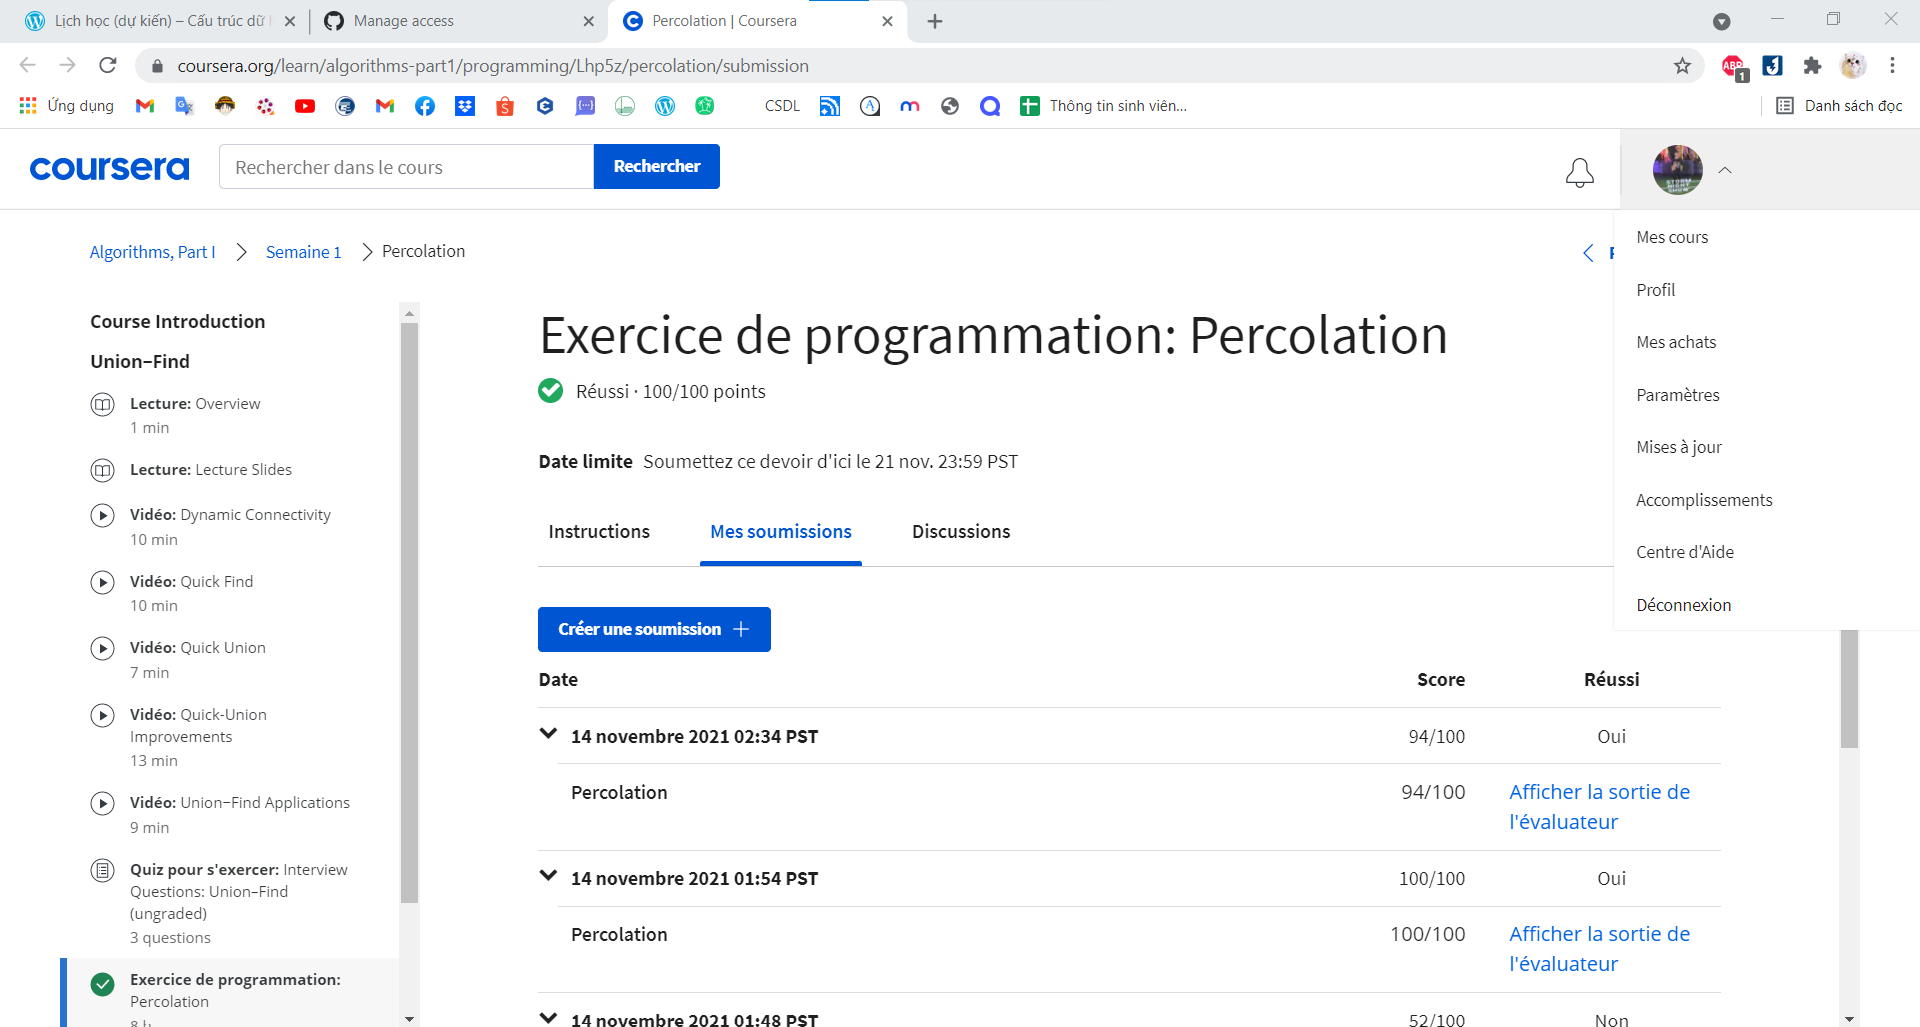 Lịch học (dự kiến) – Cấu trúc dữ
Manage access
Percolation | Coursera
coursera.org/learn/algorithms-part1/programming/Lhp5z/percolation/submission
ABP
1
Ứng dụng
CSDL
Thông tin sinh viên...
Danh sách đọc
coursera
Rechercher dans le cours
Rechercher
Algorithms, Part I
Semaine 1
Percolation
Mes cours
Profil
Mes achats
Paramètres
Mises à jour
Accomplissements
Centre d'Aide
Déconnexion
Course Introduction
Union–Find
Lecture: Overview
1 min
Lecture: Lecture Slides
Vidéo: Dynamic Connectivity
10 min
Vidéo: Quick Find
10 min
Vidéo: Quick Union
7 min
Vidéo: Quick-Union
Improvements
13 min
Vidéo: Union–Find Applications
9 min
Quiz pour s'exercer: Interview
Questions: Union–Find
(ungraded)
3 questions
Exercice de programmation:
Percolation
Exercice de programmation: Percolation
Réussi · 100/100 points
Date limite Soumettez ce devoir d'ici le 21 nov. 23:59 PST
Instructions
Mes soumissions
Discussions
Créer une soumission
Date Score Réussi
14 novembre 2021 02:34 PST 94/100 Oui
Percolation 94/100 Afficher la sortie de
l'évaluateur
14 novembre 2021 01:54 PST 100/100 Oui
Percolation 100/100 Afficher la sortie de
l'évaluateur
14 novembre 2021 01:48 PST 52/100 Non